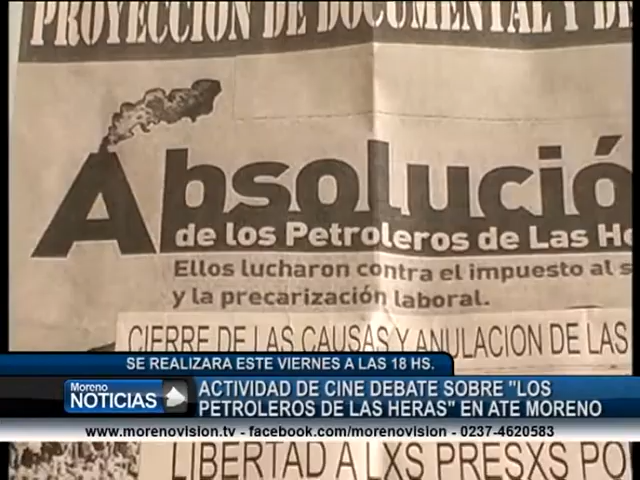 PROYECCIÓN DE DOCUMENTAL Y DE
Absolució
de los Petroleros de Las He
Ellos lucharon contra el impuesto al s
y la precarización laboral.
CIERRE DE LAS CAUSAS Y ANULACION DE LAS
SE REALIZARA ESTE VIERNES A LAS 18 HS.
Moreno
NOTICIAS
ACTIVIDAD DE CINE DEBATE SOBRE "LOS
PETROLEROS DE LAS HERAS" EN ATE MORENO
www.morenovision.tv - facebook.com/morenovision - 0237-4620583
LIBERTAD A LXS PRESXS PO